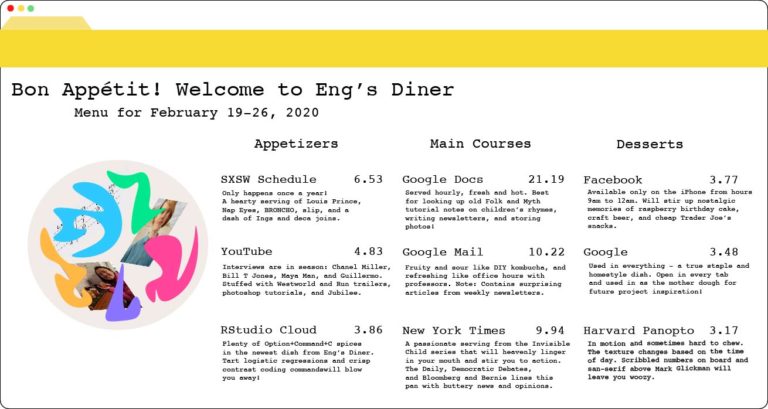 Bon Appétit! Welcome to Eng's Diner
Menu for February 19-26, 2020
Appetizers
SXSW Schedule 6.53
Only happens once a year!
A hearty serving of Louis Prince,
Nap Eyes, BRONCHO, slip, and a
dash of Ings and deca joins.
YouTube 4.83
Interviews are in season: Chanel Miller,
Bill T Jones, Maya Man, and Guillermo.
Stuffed with Westworld and Run trailers,
photoshop tutorials, and Jubilee.
RStudio Cloud 3.86
Plenty of Option+Command+C spices
in the newest dish from Eng's Diner.
Tart logistic regressions and crisp
contrast coding commandswill blow
you away!
Main Courses
Google Docs 21.19
Served hourly, fresh and hot. Best
for looking up old Folk and Myth
tutorial notes on children's rhymes,
writing newsletters, and storing
photos!
Google Mail 10.22
Fruity and sour like DIY kombucha, and
refreshing like office hours with
professors. Note: Contains surprising
articles from weekly newsletters.
New York Times 9.94
A passionate serving from the Invisible
Child series that will heavenly linger
in your mouth and stir you to action.
The Daily, Democratic Debates,
and Bloomberg and Bernie lines this
pan with buttery news and opinions.
Desserts
Facebook 3.77
Available only on the iPhone from hours
9am to 12am. Will stir up nostalgic
memories of raspberry birthday cake,
craft beer, and cheap Trader Joe's
snacks.
Google 3.48
Used in everything - a true staple and
homestyle dish. Open in every tab
and used in as the mother dough for
future project inspiration!
Harvard Panopto 3.17
In motion and sometimes hard to chew.
The texture changes based on the time
of day. Scribbled numbers on board and
san-serif above Mark Glickman will
leave you woozy.